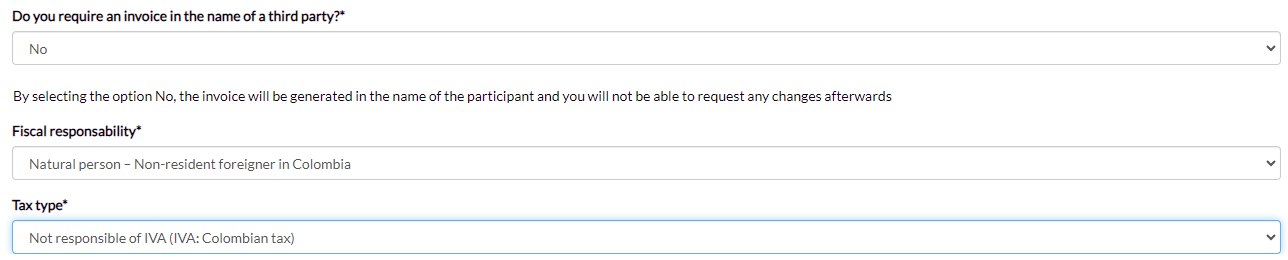 Do you require an invoice in the name of a third party?*
No
By selecting the option No, the invoice will be generated in the name of the participant and you will not be able to request any changes afterwards
Fiscal responsability*
Natural person – Non-resident foreigner in Colombia
Tax type*
Not responsible of IVA (IVA: Colombian tax)